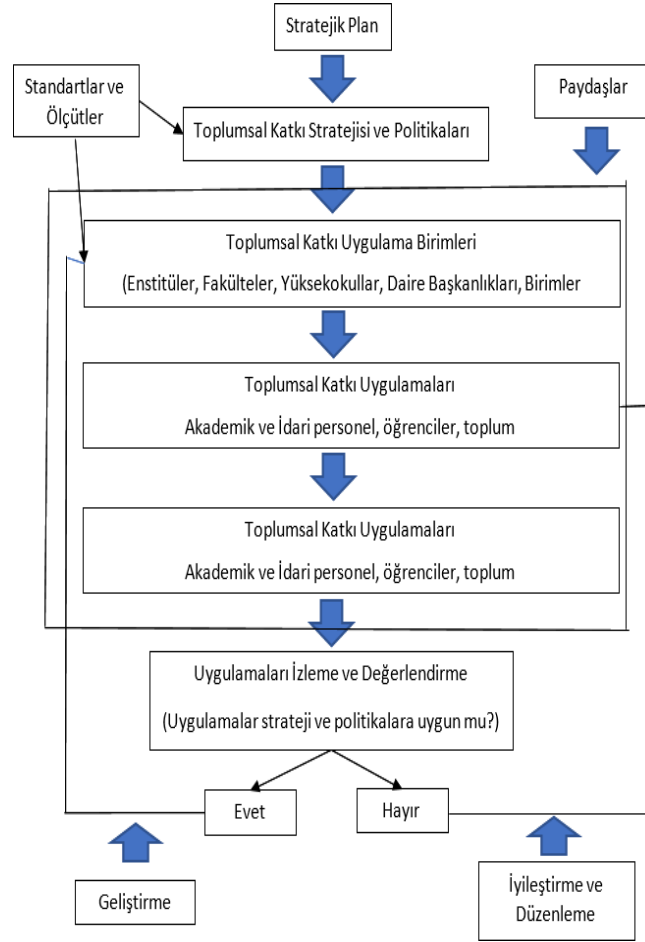 Stratejik Plan
Standartlar ve
Ölçütler
Paydaşlar
Toplumsal Katkı Stratejisi ve Politikaları
Toplumsal Katkı Uygulama Birimleri
(Enstitüler, Fakülteler, Yüksekokullar, Daire Başkanlıkları, Birimler
Toplumsal Katkı Uygulamaları
Akademik ve İdari personel, öğrenciler, toplum
Toplumsal Katkı Uygulamaları
Akademik ve İdari personel, öğrenciler, toplum
Uygulamaları İzleme ve Değerlendirme
(Uygulamalar strateji ve politikalara uygun mu?)
Evet
Hayır
Geliştirme
İyileştirme ve
Düzenleme